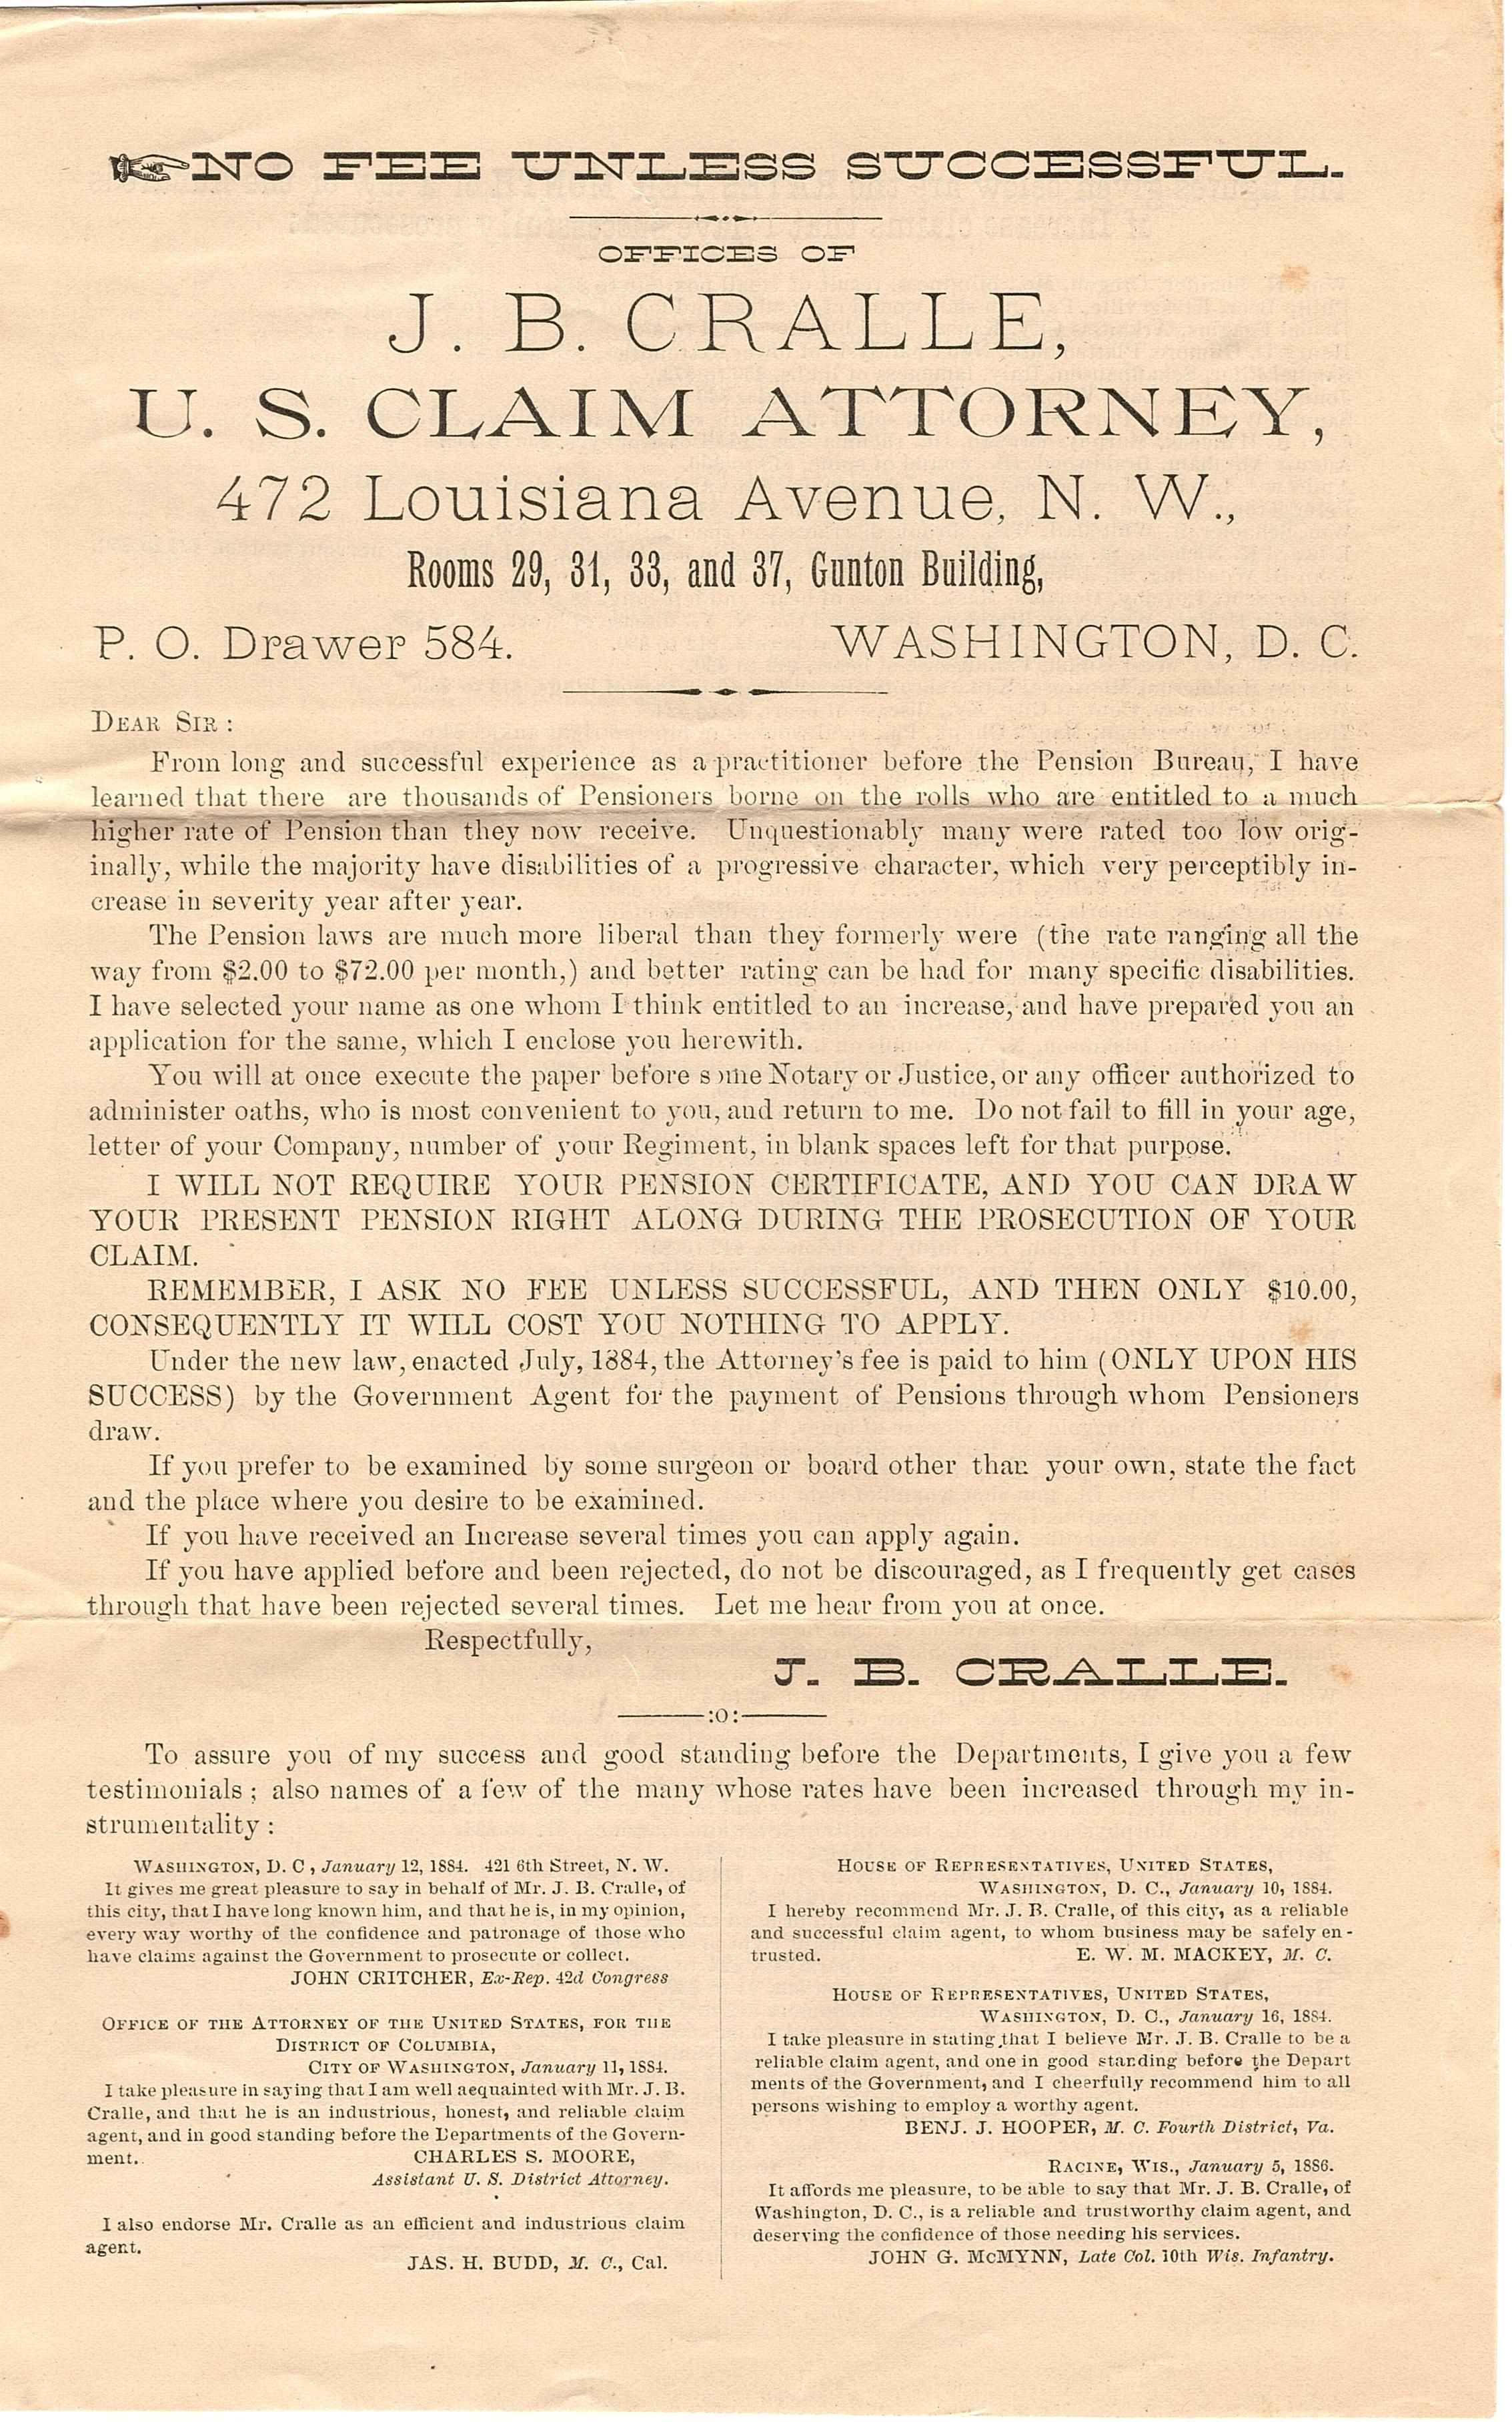 NO FEE UNLESS SUCCESSFUL.
OFFICES OF
J. B. CRALLE,
U. S. CLAIM ATTORNEY,
472 Louisiana Avenue, N. W.,
Rooms 29, 31, 33, and 37, Gunton Building,
P. O. Drawer 584. WASHINGTON, D. C.
DEAR SIR :
From long and successful experience as a practitioner before the Pension Bureau, I have
learned that there are thousands of Pensioners borne on the rolls who are entitled to a much
higher rate of Pension than they now receive. Unquestionably many were rated too low orig-
inally, while the majority have disabilities of a progressive character, which very perceptibly in-
crease in severity year after year.
The Pension laws are much more liberal than they formerly were (the rate ranging all the
way from $2.00 to $72.00 per month,) and better rating can be had for many specific disabilities.
I have selected your name as one whom I think entitled to an increase, and have prepared you an
application for the same, which I enclose you herewith.
You will at once execute the paper before some Notary or Justice, or any officer authorized to
administer oaths, who is most convenient to you, and return to me. Do not fail to fill in your age,
letter of your Company, number of your Regiment, in blank spaces left for that purpose.
I WILL NOT REQUIRE YOUR PENSION CERTIFICATE, AND YOU CAN DRAW
YOUR PRESENT PENSION RIGHT ALONG DURING THE PROSECUTION OF YOUR
CLAIM.
REMEMBER, I ASK NO FEE UNLESS SUCCESSFUL, AND THEN ONLY $10.00,
CONSEQUENTLY IT WILL COST YOU NOTHING TO APPLY.
Under the new law, enacted July, 1884, the Attorney's fee is paid to him (ONLY UPON HIS
SUCCESS) by the Government Agent for the payment of Pensions through whom Pensioners
draw.
If you prefer to be examined by some surgeon or board other than your own, state the fact
and the place where you desire to be examined.
If you have received an Increase several times you can apply again.
If you have applied before and been rejected, do not be discouraged, as I frequently get cases
through that have been rejected several times. Let me hear from you at once.
Respectfully,
J. B. CRALLE.
:o:
To assure you of my success and good standing before the Departments, I give you a few
testimonials ; also names of a few of the many whose rates have been increased through my in-
strumentality :
WASHINGTON, D. C , January 12, 1884. 421 6th Street, N. W.
It gives me great pleasure to say in behalf of Mr. J. B. Cralle, of
this city, that I have long known him, and that he is, in my opinion,
every way worthy of the confidence and patronage of those who
have claims against the Government to prosecute or collect.
JOHN CRITCHER, Ex-Rep. 42d Congress
OFFICE OF THE ATTORNEY OF THE UNITED STATES, FOR THE
DISTRICT OF COLUMBIA,
CITY OF WASHINGTON, January 11, 1884.
I take pleasure in saying that I am well aequainted with Mr. J. B.
Cralle, and that he is an industrious, honest, and reliable claim
agent, and in good standing before the Departments of the Govern-
ment. CHARLES S. MOORE,
Assistant U. S. District Attorney.
I also endorse Mr. Cralle as an efficient and industrious claim
agent.
JAS. H. BUDD, M. C., Cal.
HOUSE OF REPRESENTATIVES, UNITED STATES,
WASHINGTON, D. C., January 10, 1884.
I hereby recommend Mr. J. B. Cralle, of this city, as a reliable
and successful claim agent, to whom business may be safely en-
trusted. E. W. M. MACKEY, M. C.
HOUSE OF REPRESENTATIVES, UNITED STATES,
WASHINGTON, D. C., January 16, 1884.
I take pleasure in stating that I believe Mr. J. B. Cralle to be a
reliable claim agent, and one in good standing before the Depart
ments of the Government, and I cheerfully recommend him to all
persons wishing to employ a worthy agent.
BENJ. J. HOOPER, M. C. Fourth District, Va.
RACINE, WIS., January 5, 1886.
It affords me pleasure, to be able to say that Mr. J. B. Cralle, of
Washington, D. C., is a reliable and trustworthy claim agent, and
deserving the confidence of those needing his services.
JOHN G. McMYNN, Late Col. 10th Wis. Infantry.